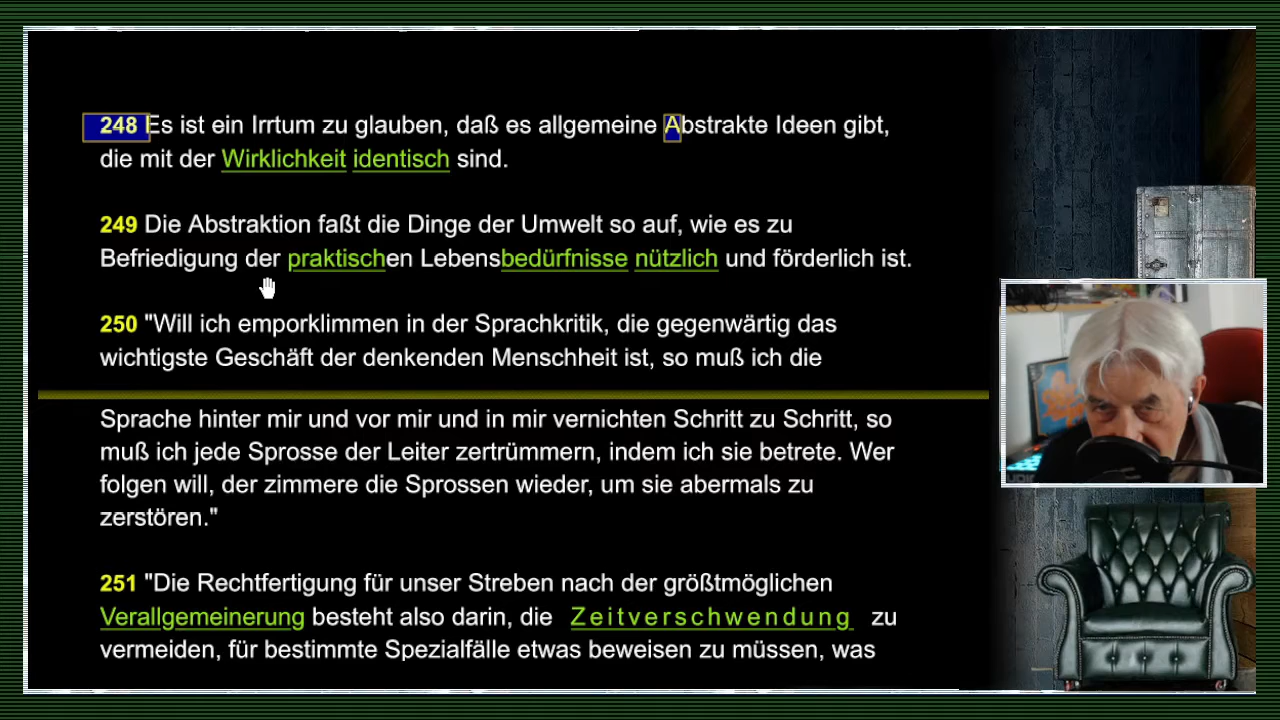 248 Es ist ein Irrtum zu glauben, daß es allgemeine Abstrakte Ideen gibt,
die mit der Wirklichkeit identisch sind.
249 Die Abstraktion faßt die Dinge der Umwelt so auf, wie es zu
Befriedigung der praktischen Lebensbedürfnisse nützlich und förderlich ist.
250 "Will ich emporklimmen in der Sprachkritik, die gegenwärtig das
wichtigste Geschäft der denkenden Menschheit ist, so muß ich die
Sprache hinter mir und vor mir und in mir vernichten Schritt zu Schritt, so
muß ich jede Sprosse der Leiter zertrümmern, indem ich sie betrete. Wer
folgen will, der zimmere die Sprossen wieder, um sie abermals zu
zerstören."
251 "Die Rechtfertigung für unser Streben nach der größtmöglichen
Verallgemeinerung besteht also darin, die Zeitverschwendung zu
vermeiden, für bestimmte Spezialfälle etwas beweisen zu müssen, was